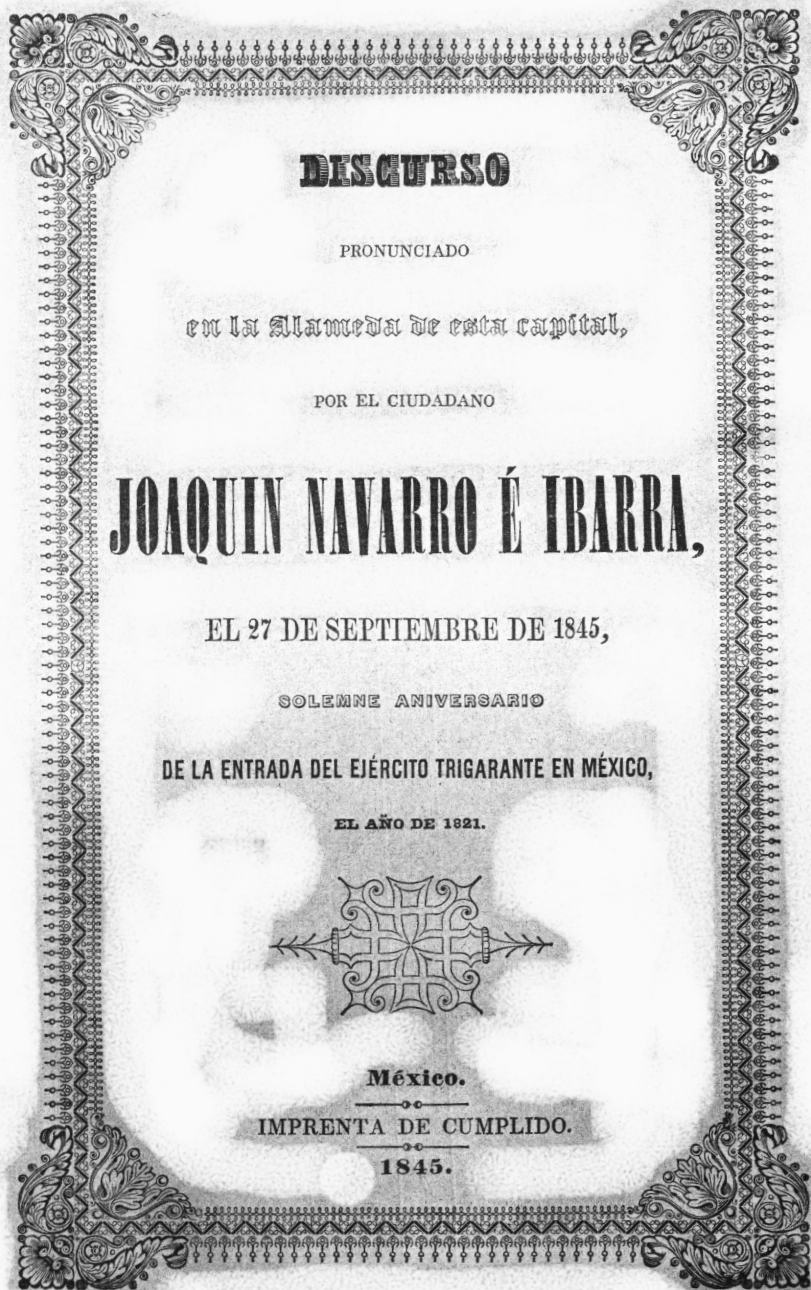 DISCURSO
PRONUNCIADO
en la Alameda de esta capital,
POR EL CIUDADANO
JOAQUIN NAVARRO É IBARRA,
EL 27 DE SEPTIEMBRE DE 1845,
SOLEMNE ANIVERSARIO
DE LA ENTRADA DEL EJÉRCITO TRIGARANTE EN MÉXICO,
EL AÑO DE 1821.
México.
IMPRENTA DE CUMPLIDO.
1845.